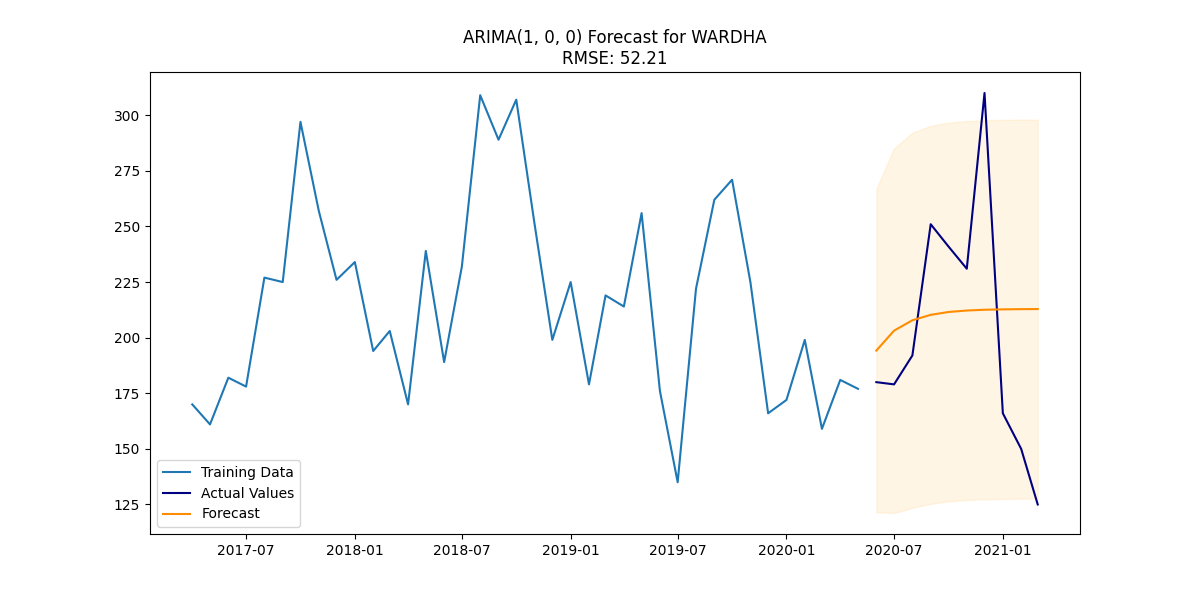 ARIMA(1, 0, 0) Forecast for WARDHA
RMSE: 52.21
300
275
250
225
200
175
150
125
Training Data
Actual Values
Forecast
2017-07 2018-01 2018-07 2019-01 2019-07 2020-01 2020-07 2021-01